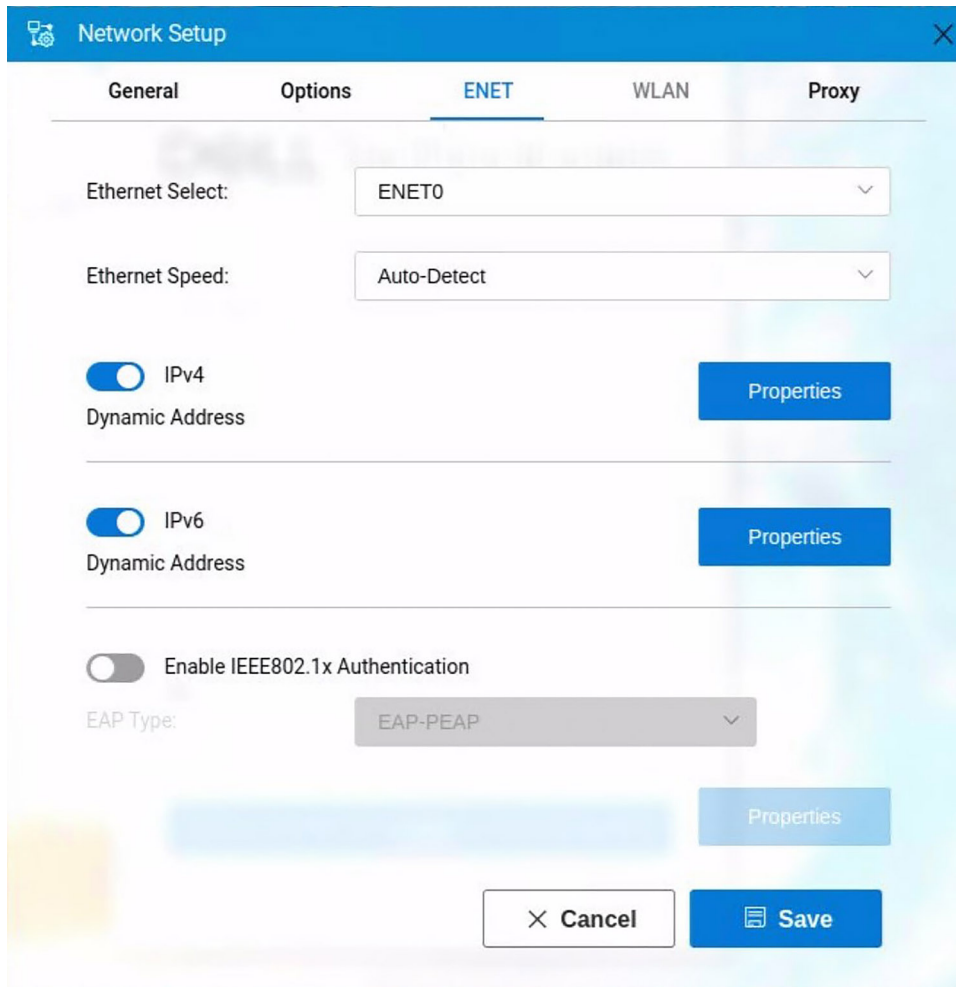 Network Setup
General Options ENET WLAN Proxy
Ethernet Select: ENET0
Ethernet Speed: Auto-Detect
IPv4
Properties
Dynamic Address
IPv6
Properties
Dynamic Address
Enable IEEE802.1x Authentication
EAP Type: EAP-PEAP
Properties
Cancel Save